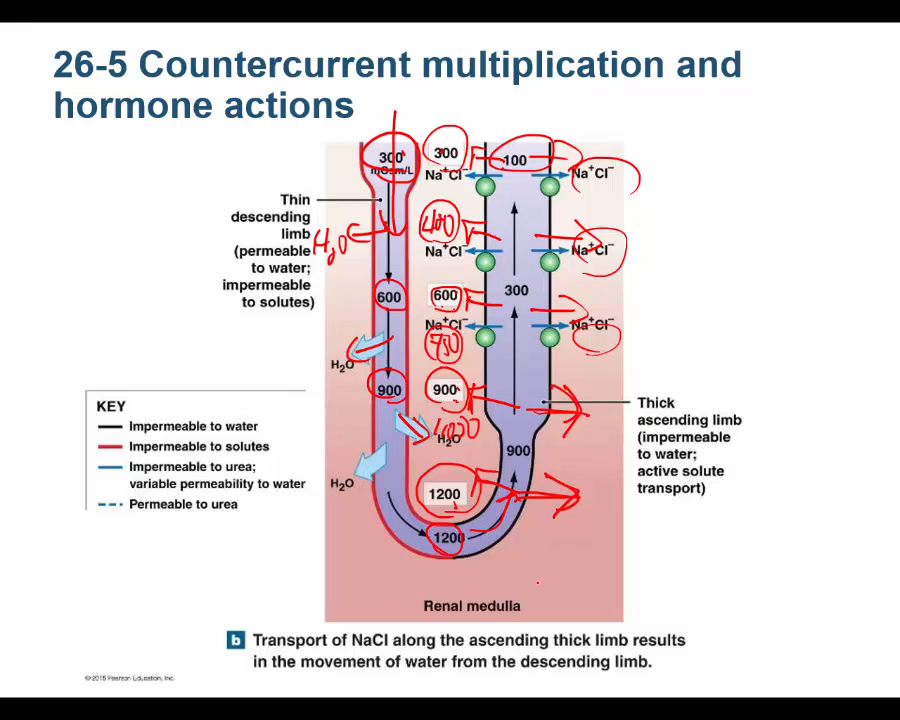 26-5 Countercurrent multiplication and
hormone actions
300
mOsm/L
300
100
Na⁺Cl⁻
Na⁺Cl⁻
Thin
descending
limb
(permeable
to water;
impermeable
to solutes)
H₂O
400
Na⁺Cl⁻
Na⁺Cl⁻
600
600
300
Na⁺Cl⁻
Na⁺Cl⁻
750
H₂O
900
900
1000
H₂O
Thick
ascending limb
(impermeable
to water;
active solute
transport)
900
H₂O
1200
1200
Renal medulla
KEY
Impermeable to water
Impermeable to solutes
Impermeable to urea;
variable permeability to water
Permeable to urea
b Transport of NaCl along the ascending thick limb results
in the movement of water from the descending limb.
©2015 Pearson Education, Inc.